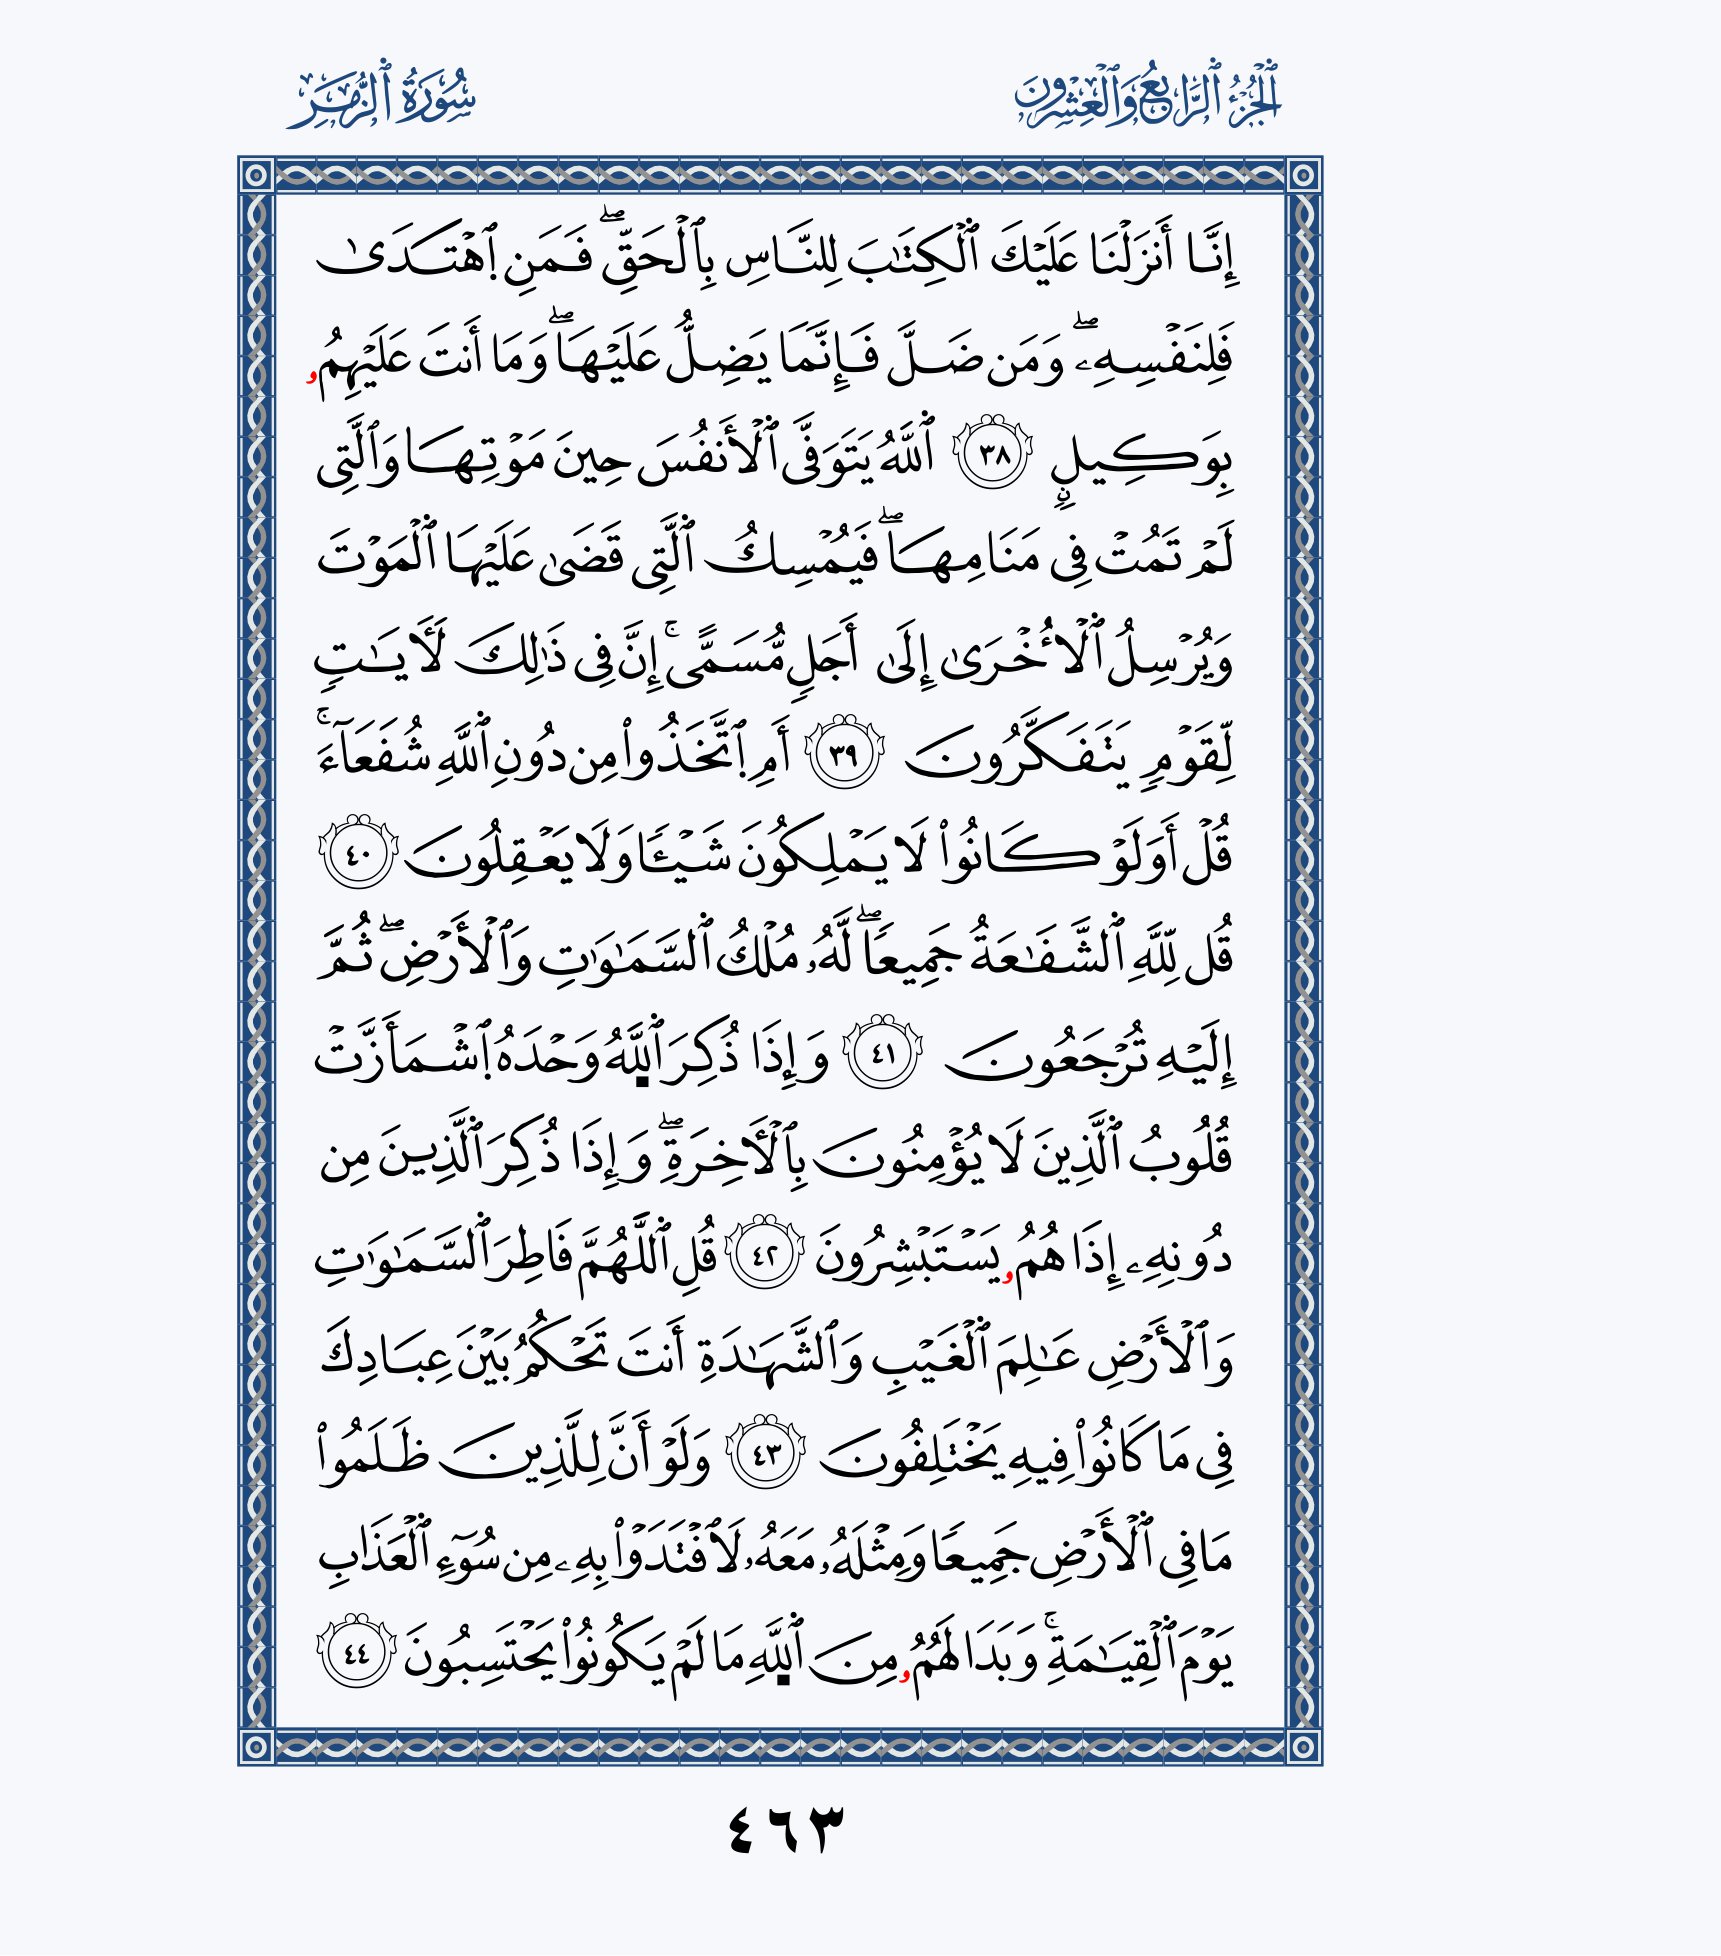 الجُزْءُ ٱلرَّابِعُ وَٱلْعِشْرُونَ
سُورَةُ ٱلزُّمَرِ
إِنَّا أَنزَلْنَا عَلَيْكَ ٱلْكِتَٰبَ لِلنَّاسِ بِٱلْحَقِّۖ فَمَنِ ٱهْتَدَىٰ
فَلِنَفْسِهِۦۖ وَمَن ضَلَّ فَإِنَّمَا يَضِلُّ عَلَيْهَاۖ وَمَا أَنتَ عَلَيْهِمُۥ
بِوَكِيلٍ ٣٨ ٱللَّهُ يَتَوَفَّى ٱلْأَنفُسَ حِينَ مَوْتِهَا وَٱلَّتِى
لَمْ تَمُتْ فِى مَنَامِهَاۖ فَيُمْسِكُ ٱلَّتِى قَضَىٰ عَلَيْهَا ٱلْمَوْتَ
وَيُرْسِلُ ٱلْأُخْرَىٰ إِلَىٰ أَجَلٍ مُّسَمًّىۚ إِنَّ فِى ذَٰلِكَ لَأَيَٰتٍ
لِّقَوْمٍ يَتَفَكَّرُونَ ٣٩ أَمِ ٱتَّخَذُوا۟ مِن دُونِ ٱللَّهِ شُفَعَآءَۚ
قُلْ أَوَلَوْ كَانُوا۟ لَا يَمْلِكُونَ شَيْـًٔا وَلَا يَعْقِلُونَ ٤٠
قُل لِّلَّهِ ٱلشَّفَٰعَةُ جَمِيعًاۖ لَّهُۥ مُلْكُ ٱلسَّمَٰوَٰتِ وَٱلْأَرْضِۖ ثُمَّ
إِلَيْهِ تُرْجَعُونَ ٤١ وَإِذَا ذُكِرَ ٱللَّهُ وَحْدَهُ ٱشْمَأَزَّتْ
قُلُوبُ ٱلَّذِينَ لَا يُؤْمِنُونَ بِٱلْأَخِرَةِۖ وَإِذَا ذُكِرَ ٱلَّذِينَ مِن
دُونِهِۦ إِذَا هُمُۥ يَسْتَبْشِرُونَ ٤٢ قُلِ ٱللَّهُمَّ فَاطِرَ ٱلسَّمَٰوَٰتِ
وَٱلْأَرْضِ عَٰلِمَ ٱلْغَيْبِ وَٱلشَّهَٰدَةِ أَنتَ تَحْكُمُ بَيْنَ عِبَادِكَ
فِى مَا كَانُوا۟ فِيهِ يَخْتَلِفُونَ ٤٣ وَلَوْ أَنَّ لِلَّذِينَ ظَلَمُوا۟
مَا فِى ٱلْأَرْضِ جَمِيعًا وَمِثْلَهُۥ مَعَهُۥ لَٱفْتَدَوْا۟ بِهِۦ مِن سُوٓءِ ٱلْعَذَابِ
يَوْمَ ٱلْقِيَٰمَةِۚ وَبَدَا لَهُمُۥ مِنَ ٱللَّهِ مَا لَمْ يَكُونُوا۟ يَحْتَسِبُونَ ٤٤
٤٦٣